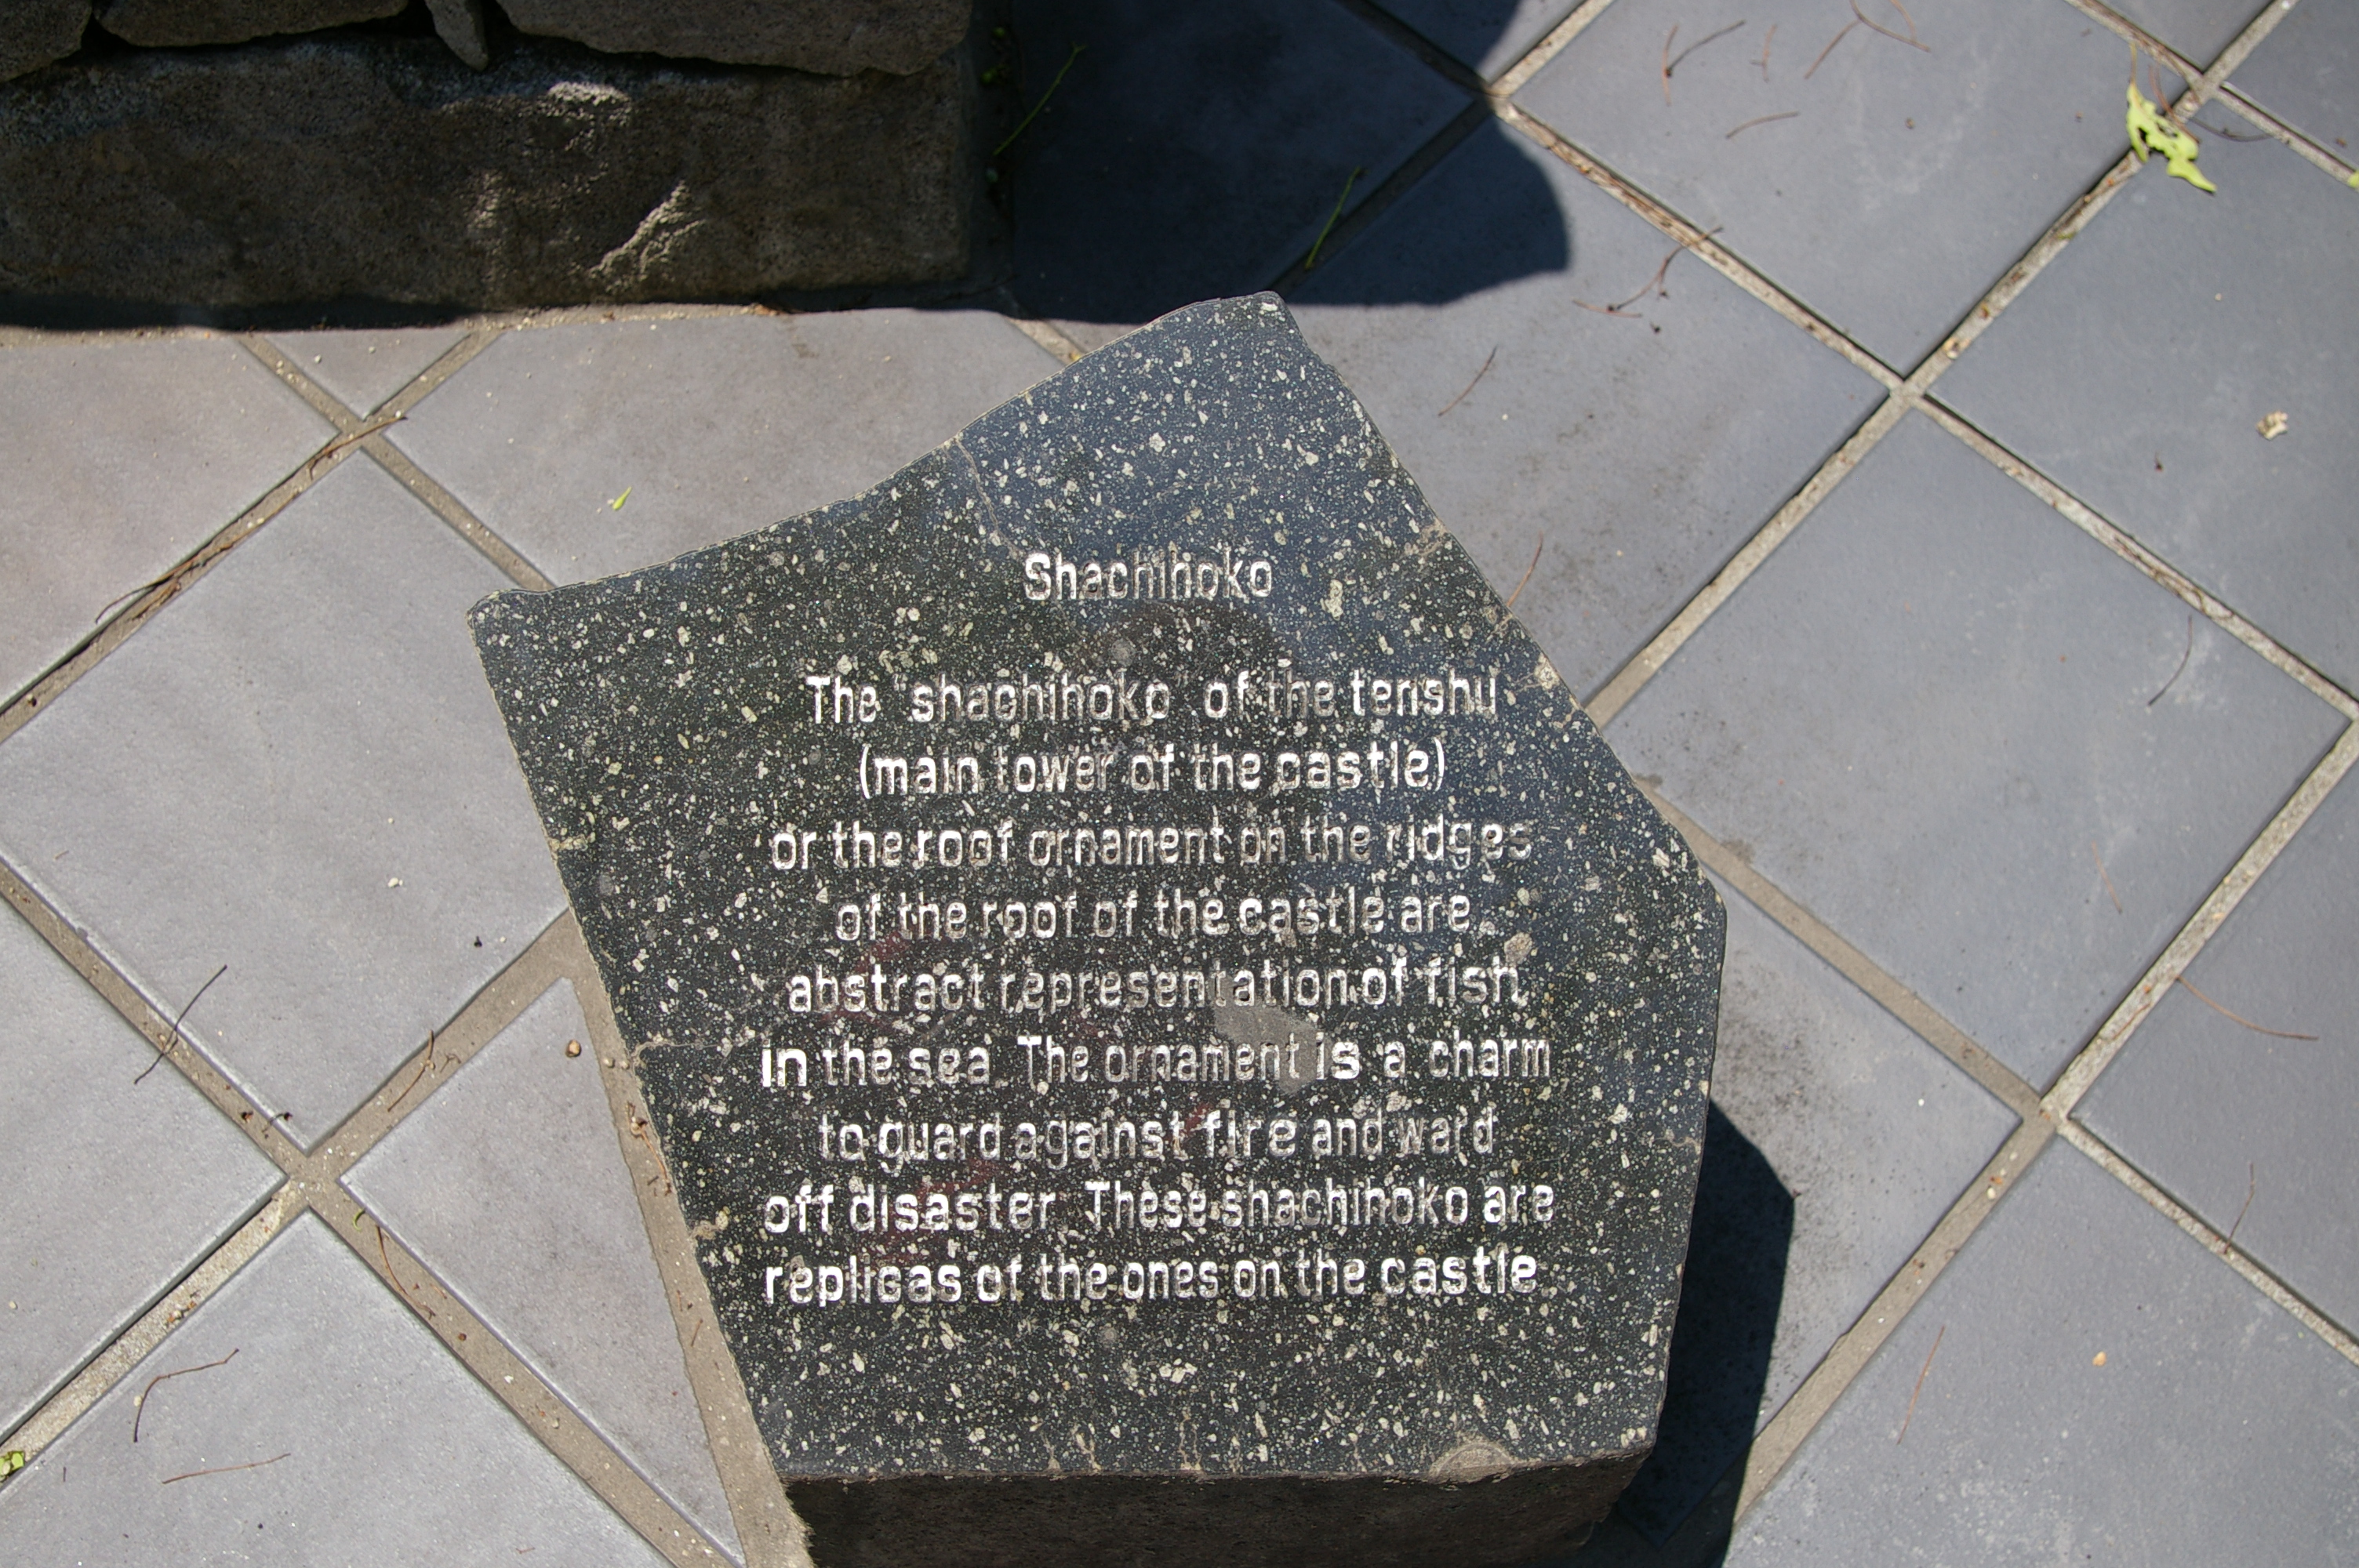 Shachihoko
The "shachihoko" of the tenshu
(main tower of the castle)
or the roof ornament on the ridges
of the roof of the castle are
abstract representation of fish
in the sea. The ornament is a charm
to guard against fire and ward
off disaster. These shachihoko are
replicas of the ones on the castle.